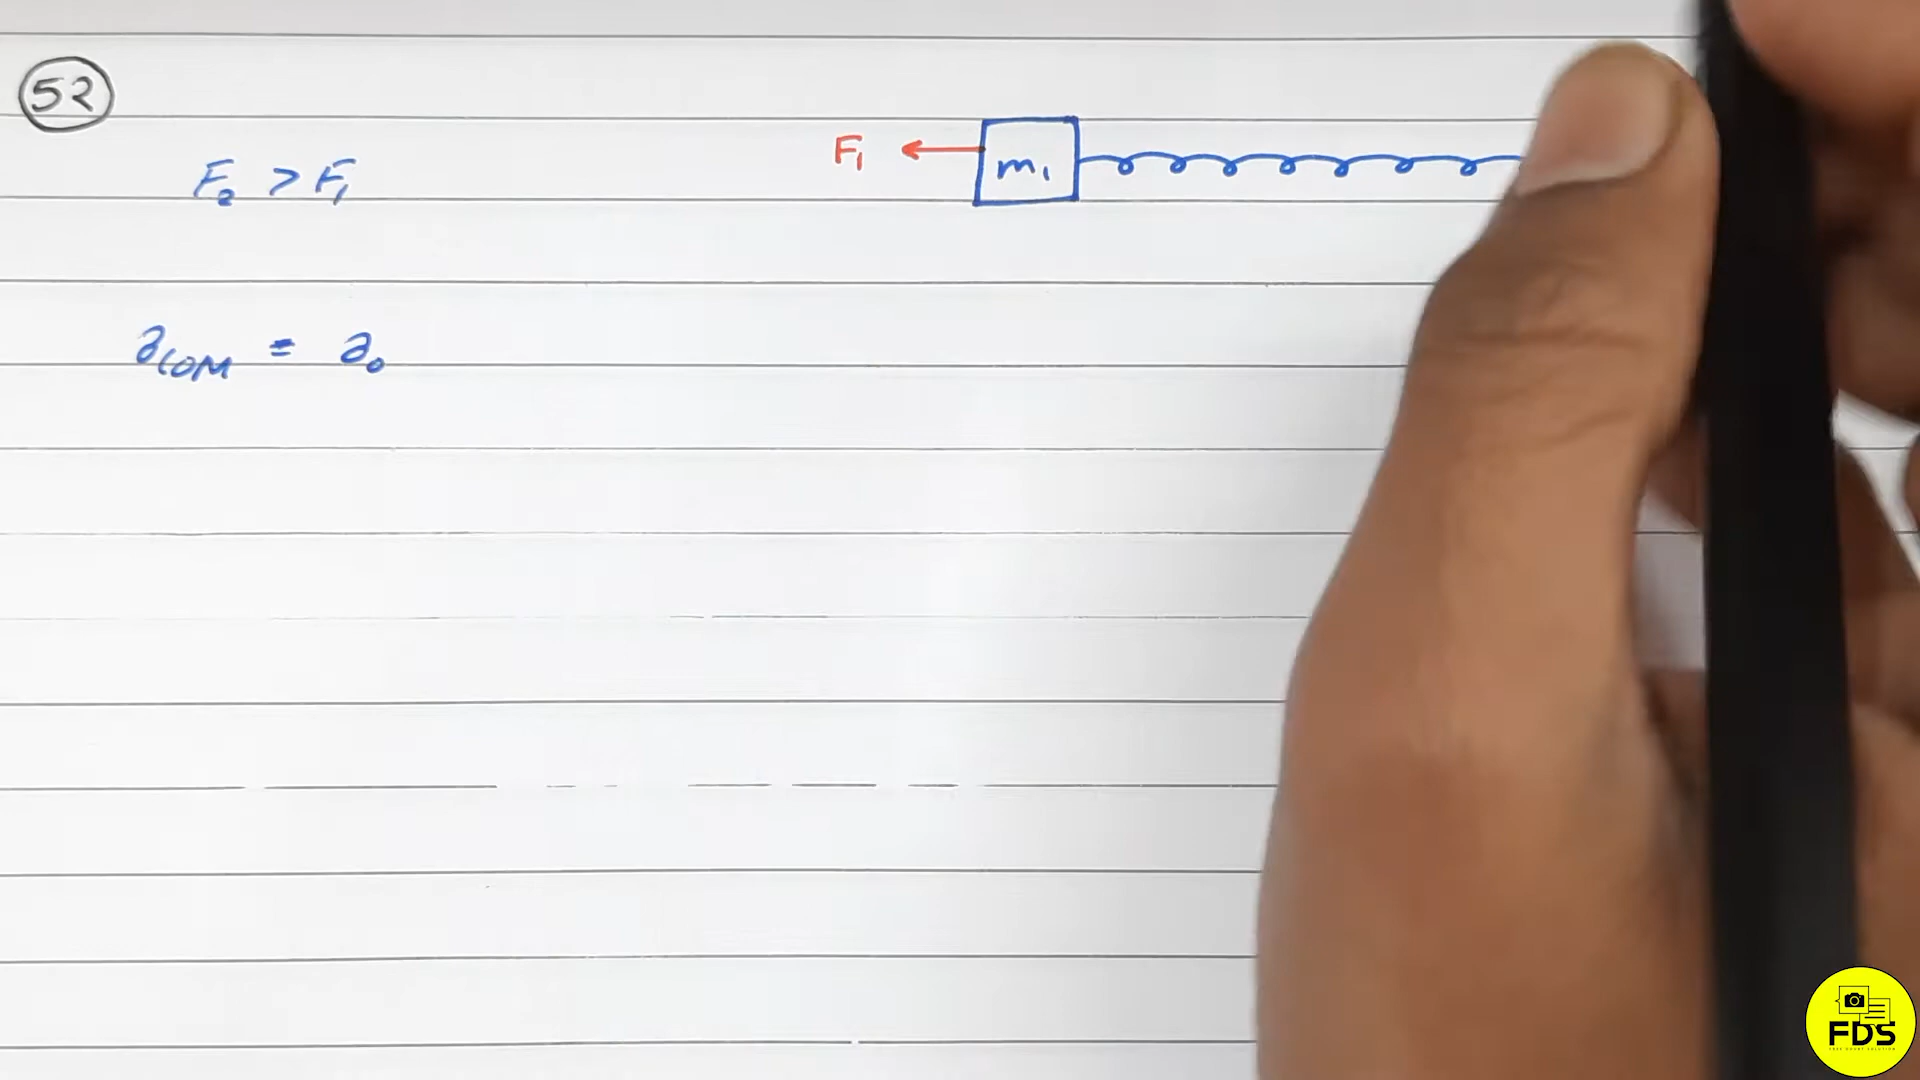 52
F₁ m₁
F₂ > F₁
a_COM = a₀
FDS